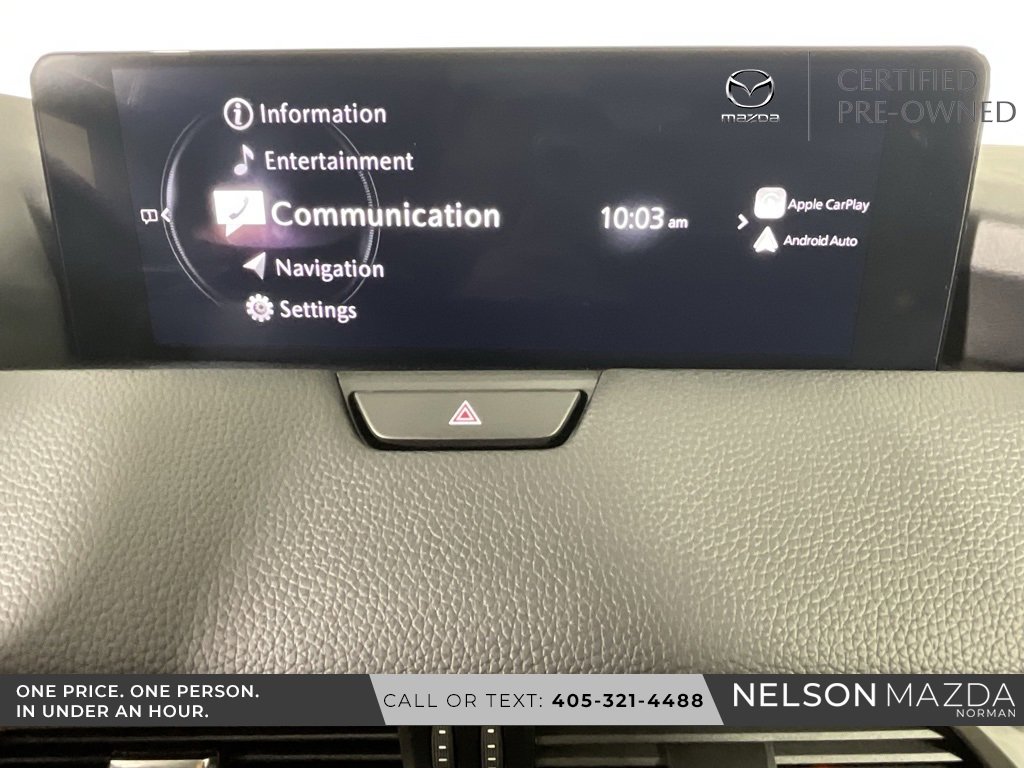 Information
Entertainment
Communication
Navigation
Settings
10:03 am
Apple CarPlay
Android Auto
mazda
CERTIFIED
PRE-OWNED
ONE PRICE. ONE PERSON.
IN UNDER AN HOUR.
CALL OR TEXT: 405-321-4488
NELSON MAZDA
NORMAN